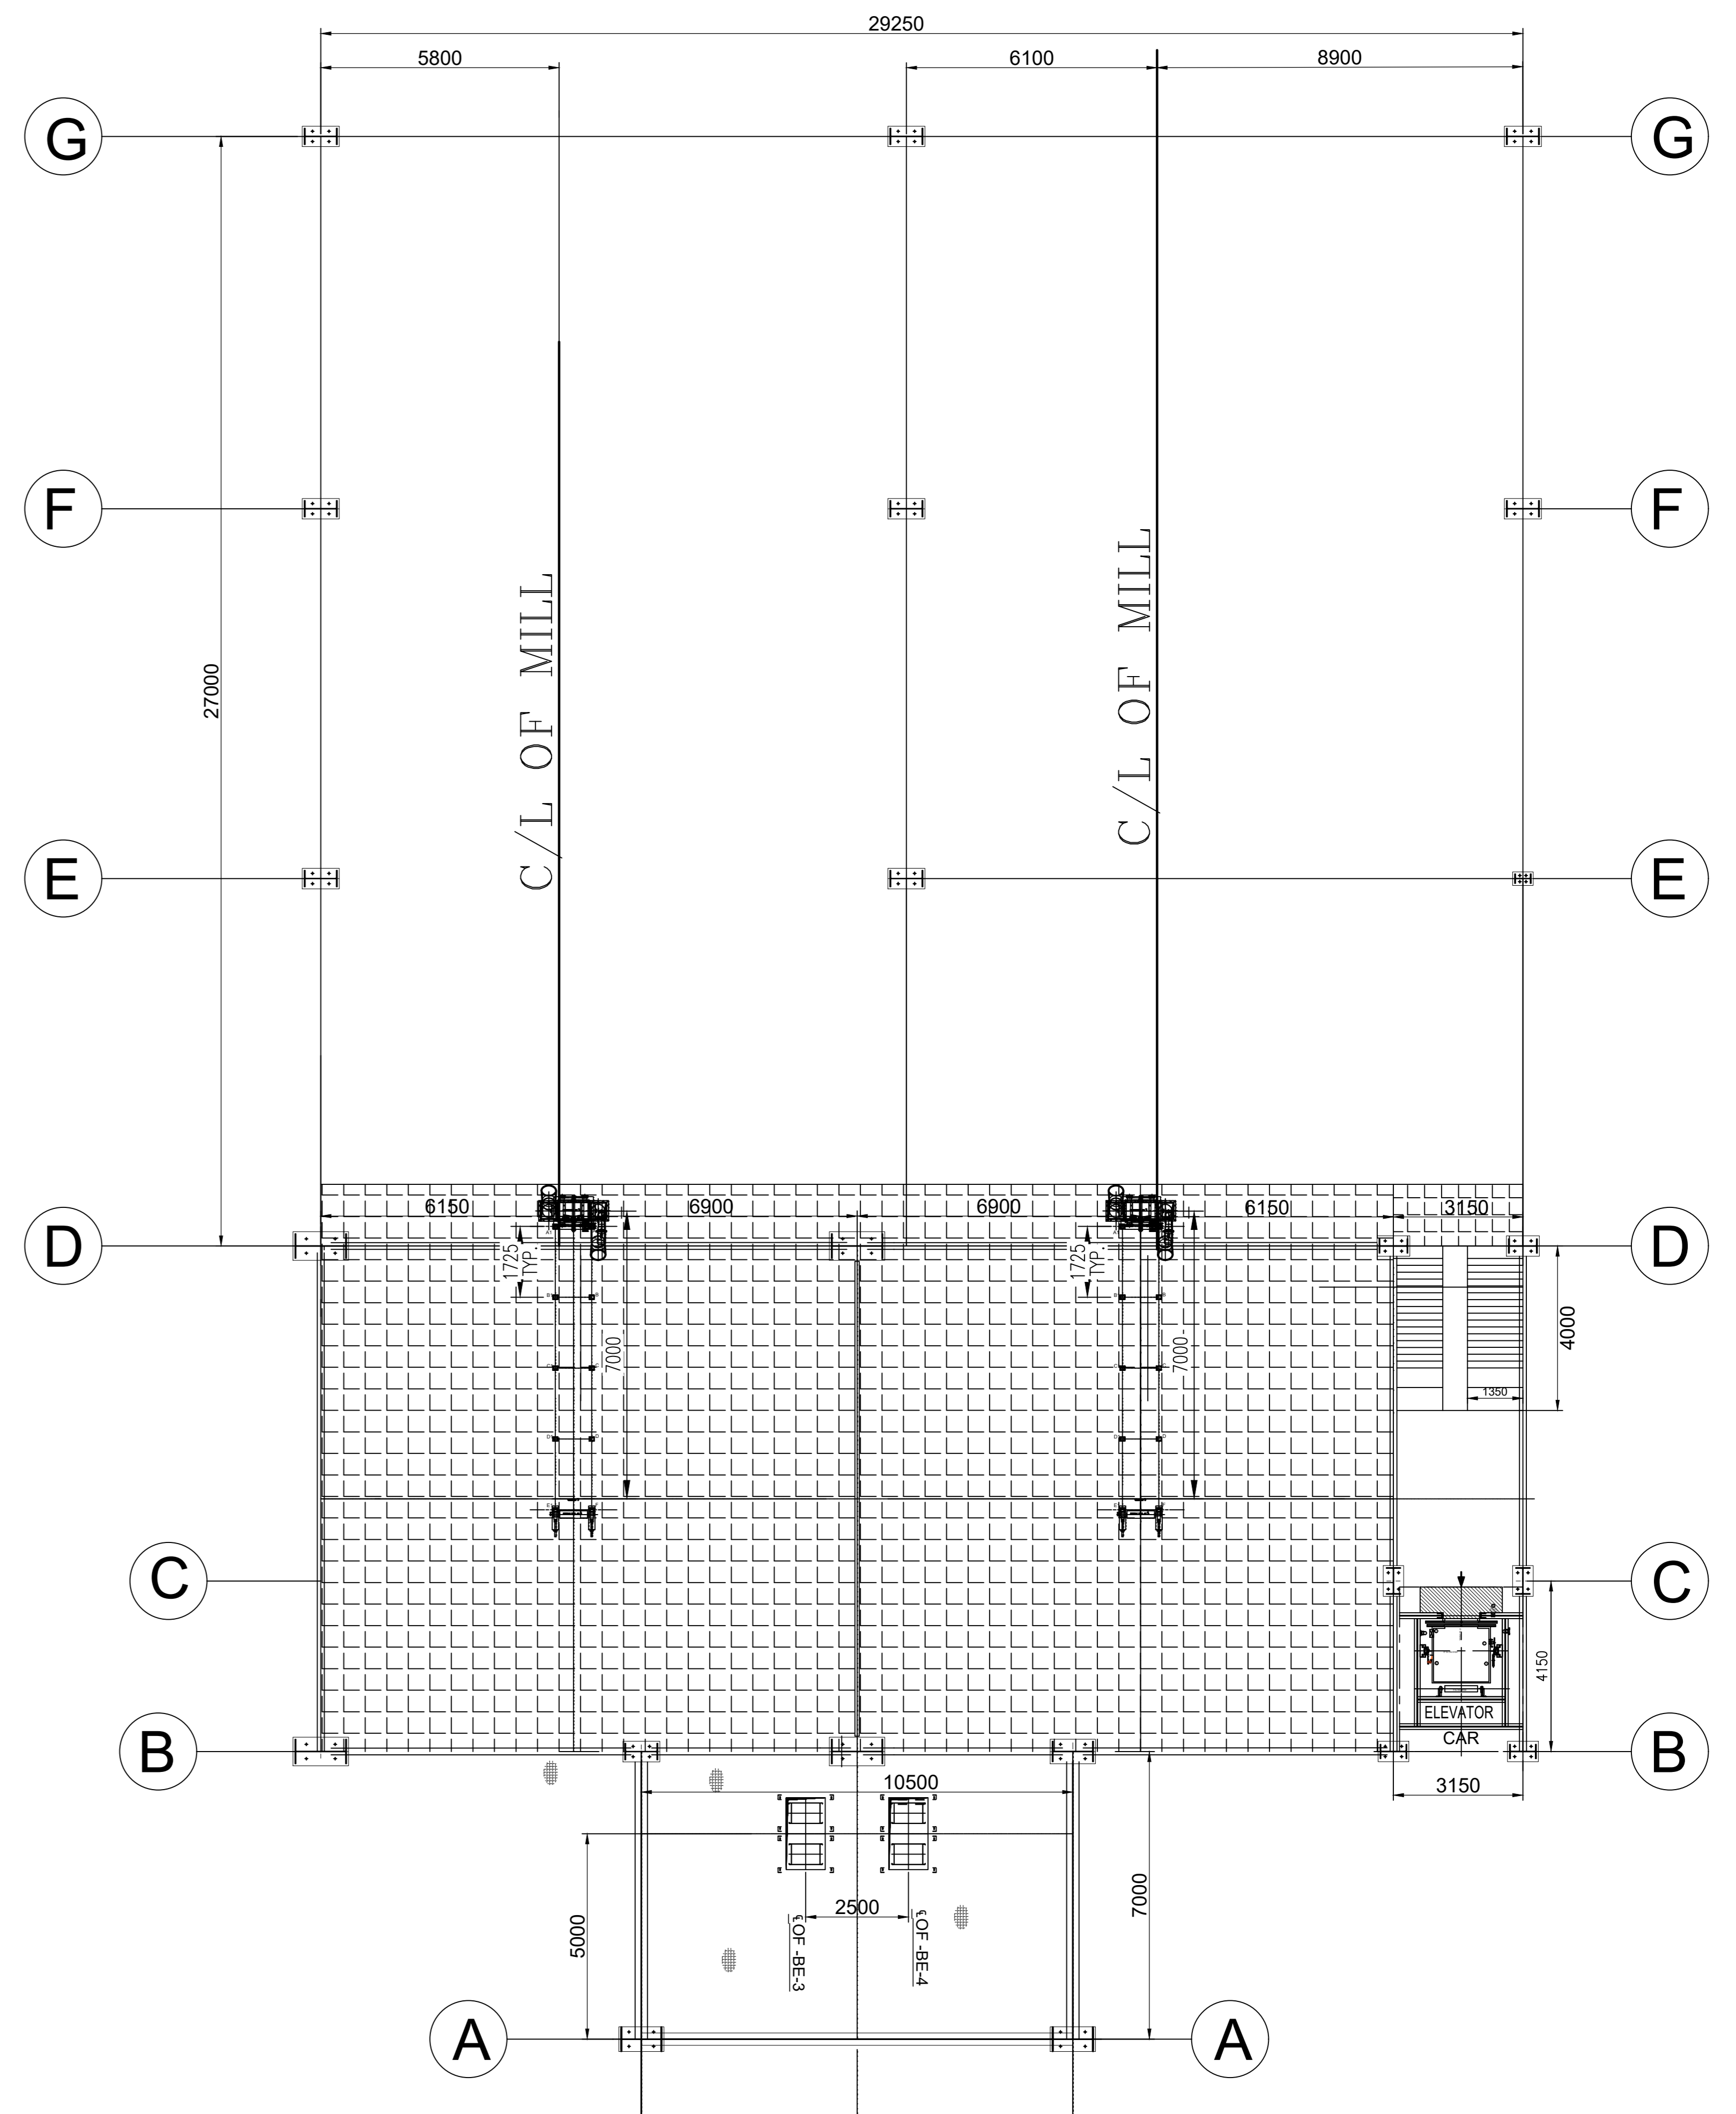 29250
5800
6100
8900
G
G
F
F
27000
C/L OF MILL
C/L OF MILL
E
E
6150
6900
6900
6150
3150
D
D
1725
TYP.
1725
TYP.
7000
7000
4000
1350
C
C
4150
ELEVATOR
CAR
B
B
10500
3150
5000
2500
7000
℄ OF -BE-3
℄ OF -BE-4
A
A